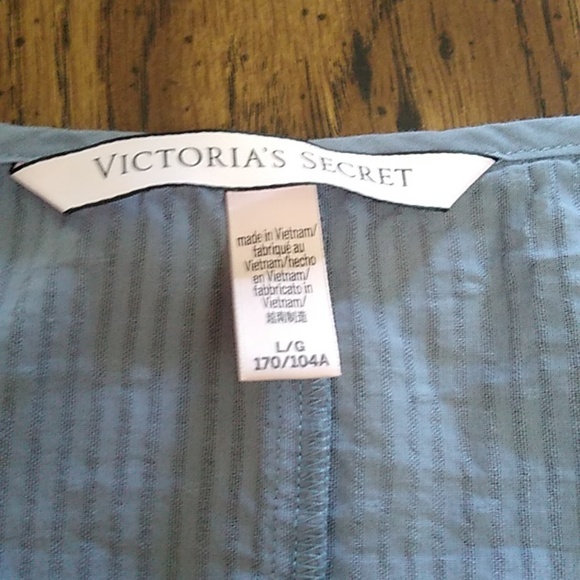 VICTORIA'S SECRET
made in Vietnam/
fabriqué au
Vietnam/hecho
en Vietnam/
fabbricato in
Vietnam/
越南制造
L/G
170/104A